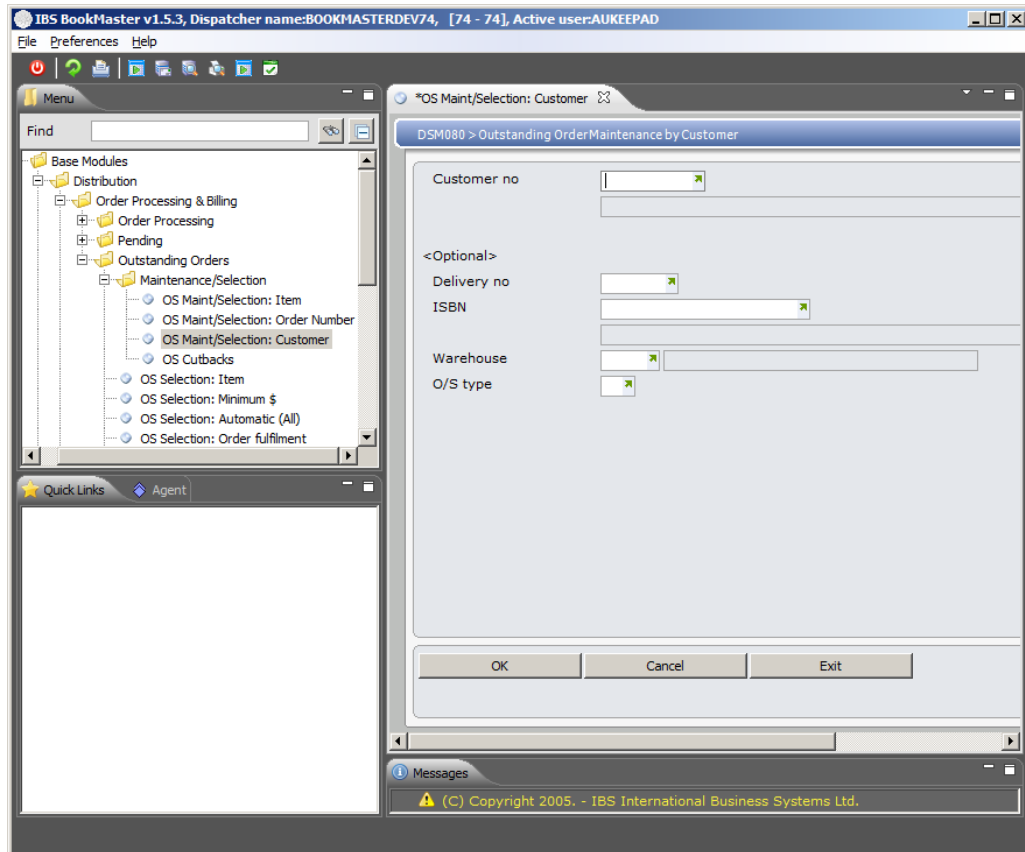 IBS BookMaster v1.5.3, Dispatcher name:BOOKMASTERDEV74, [74 - 74], Active user:AUKEEPAD
File Preferences Help
Menu
Find
Base Modules
Distribution
Order Processing & Billing
Order Processing
Pending
Outstanding Orders
Maintenance/Selection
OS Maint/Selection: Item
OS Maint/Selection: Order Number
OS Maint/Selection: Customer
OS Cutbacks
OS Selection: Item
OS Selection: Minimum $
OS Selection: Automatic (All)
OS Selection: Order fulfilment
Quick Links Agent
*OS Maint/Selection: Customer
DSM080 > Outstanding OrderMaintenance by Customer
Customer no
<Optional>
Delivery no
ISBN
Warehouse
O/S type
OK Cancel Exit
Messages
(C) Copyright 2005. - IBS International Business Systems Ltd.